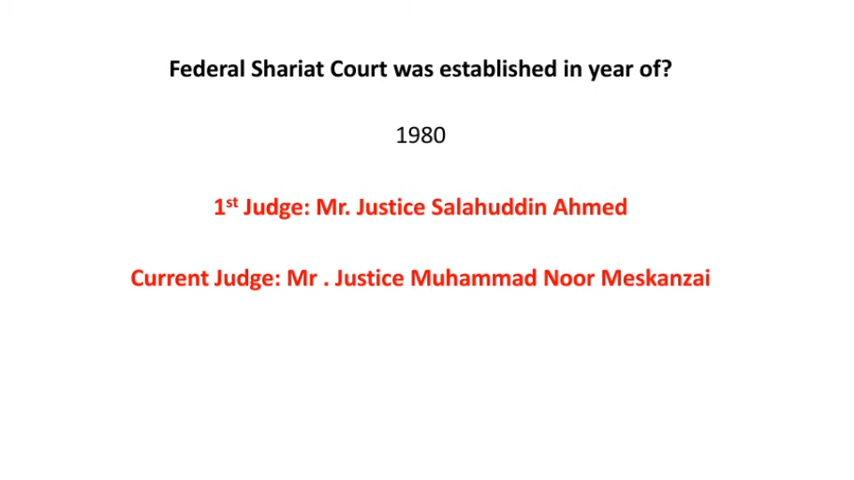 Federal Shariat Court was established in year of?
1980
1st Judge: Mr. Justice Salahuddin Ahmed
Current Judge: Mr . Justice Muhammad Noor Meskanzai